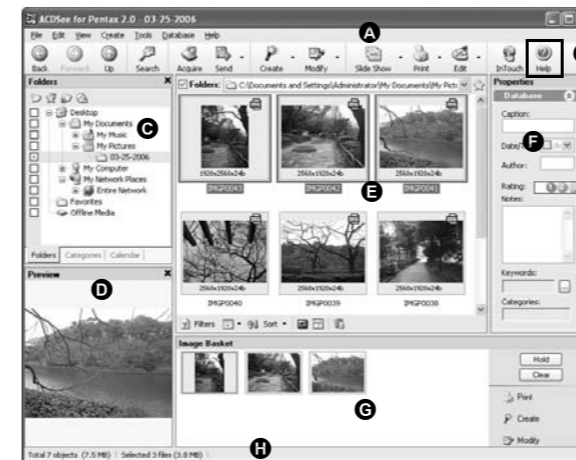 ACDSee for Pentax 2.0 - 03-25-2006
File Edit View Create Tools Database Help
A
Back Forward Up Search Acquire Send Create Modify Slide Show Print Edit InTouch Help
Folders
Folders: C:\Documents and Settings\Administrator\My Documents\My Pictu
Properties
Database
Desktop
My Documents
My Music
My Pictures
03-25-2006
My Computer
My Network Places
Entire Network
Favorites
Offline Media
C
Folders Categories Calendar
1920x2560x24b 2560x1920x24b 2560x1920x24b
IMGP0043 IMGP0042 IMGP0041
E
2560x1920x24b 2560x1920x24b 2560x1920x24b
IMGP0040 IMGP0039 IMGP0038
Filters Sort
Caption:
F
Author:
Rating:
Notes:
Keywords:
Categories:
Preview
D
Image Basket
G
Hold
Clear
Print
Create
Modify
Total 7 objects (7.5 MB) Selected 3 files (3.8 MB)
H